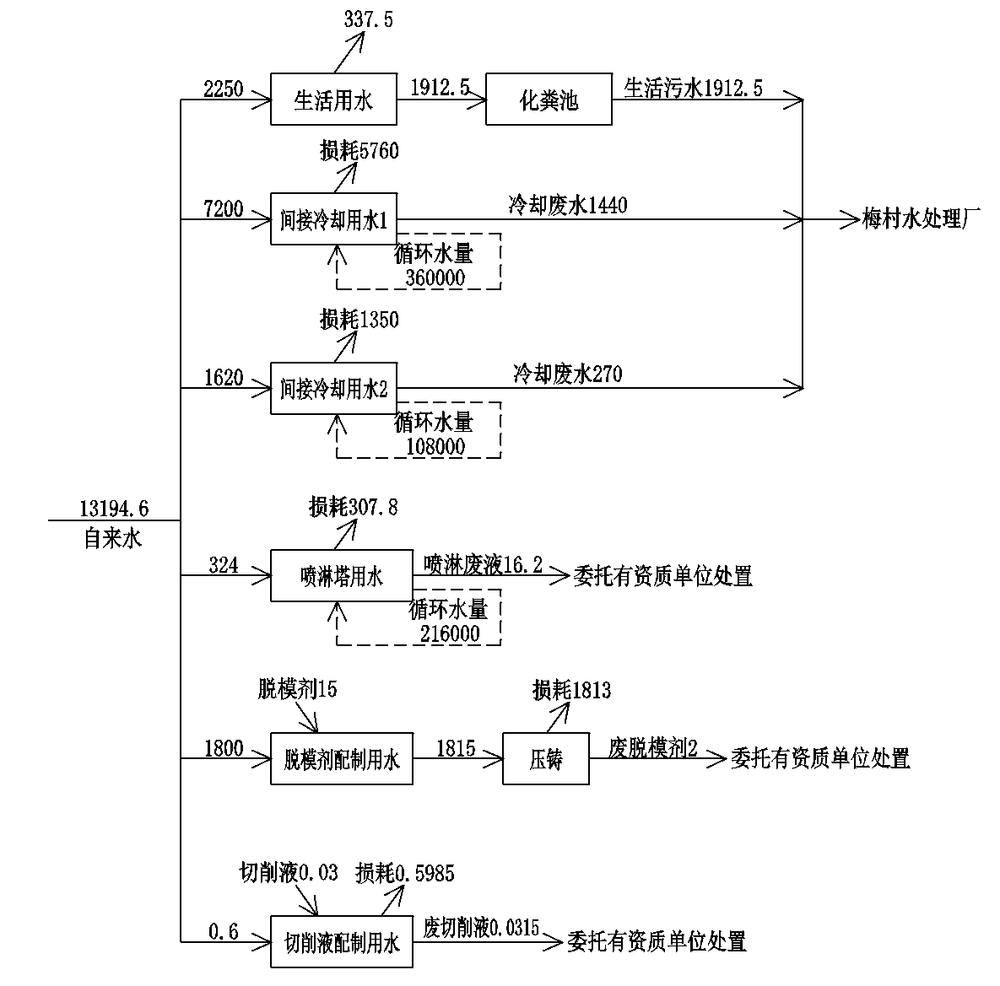 337.5
2250
生活用水
1912.5
化粪池
生活污水1912.5
损耗5760
7200
间接冷却用水1
冷却废水1440
梅村水处理厂
循环水量
360000
损耗1350
1620
间接冷却用水2
冷却废水270
循环水量
108000
13194.6
自来水
损耗307.8
324
喷淋塔用水
喷淋废液16.2
委托有资质单位处置
循环水量
216000
脱模剂15
损耗1813
1800
脱模剂配制用水
1815
压铸
废脱模剂2
委托有资质单位处置
切削液0.03
损耗0.5985
0.6
切削液配制用水
废切削液0.0315
委托有资质单位处置